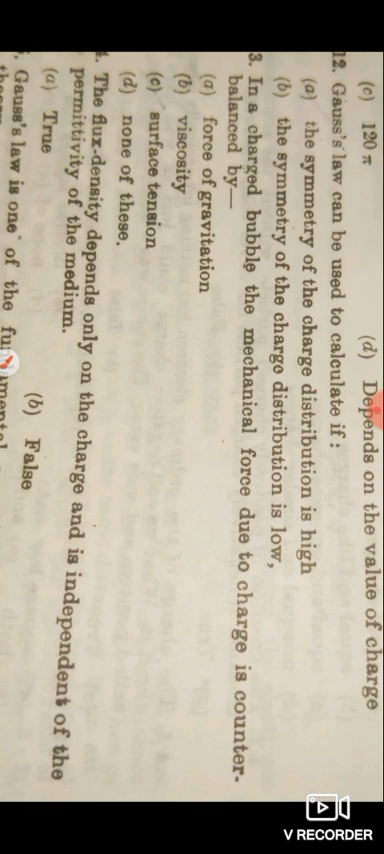 (c) 120 π (d) Depends on the value of charge
12. Gauss's law can be used to calculate if :
(a) the symmetry of the charge distribution is high
(b) the symmetry of the charge distribution is low,
3. In a charged bubble the mechanical force due to charge is counter-
balanced by—
(a) force of gravitation
(b) viscosity
(c) surface tension
(d) none of these.
. The flux-density depends only on the charge and is independent of the
permittivity of the medium.
(a) True (b) False
. Gauss's law is one of the
V RECORDER